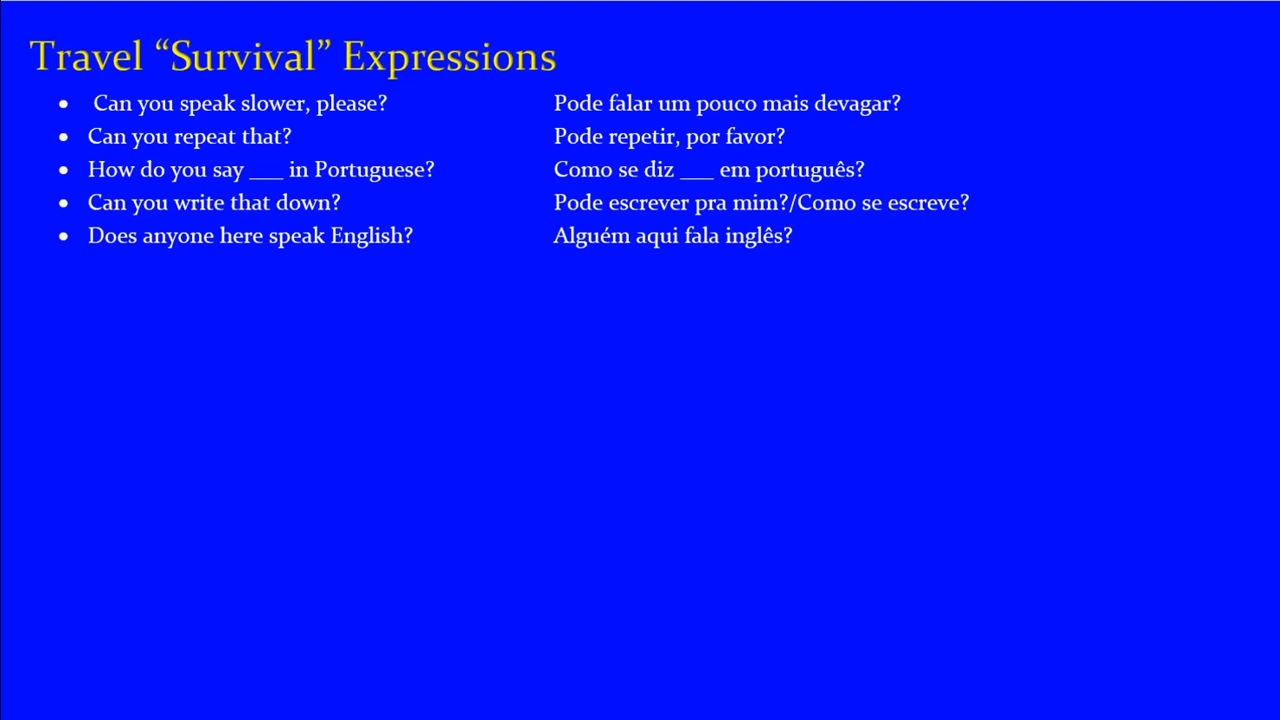 Travel “Survival” Expressions
• Can you speak slower, please? Pode falar um pouco mais devagar?
• Can you repeat that? Pode repetir, por favor?
• How do you say ___ in Portuguese? Como se diz ___ em português?
• Can you write that down? Pode escrever pra mim?/Como se escreve?
• Does anyone here speak English? Alguém aqui fala inglês?